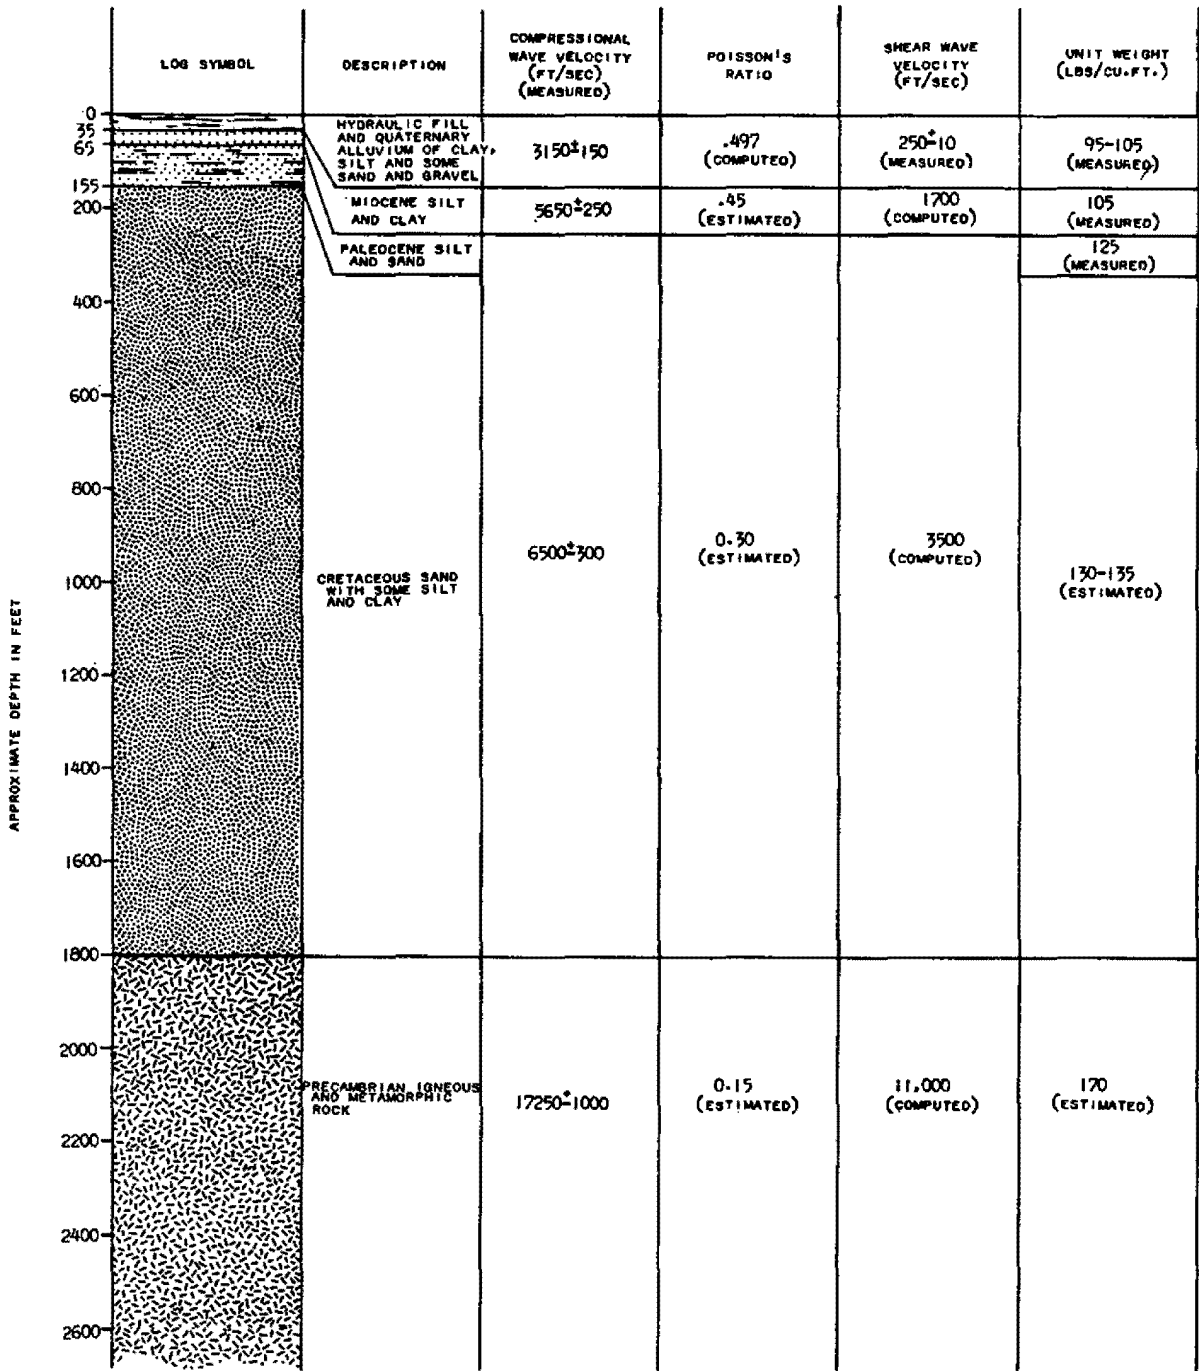 LOG SYMBOL
DESCRIPTION
COMPRESSIONAL
WAVE VELOCITY
(FT/SEC)
(MEASURED)
POISSON'S
RATIO
SHEAR WAVE
VELOCITY
(FT/SEC)
UNIT WEIGHT
(LBS/CU.FT.)
APPROXIMATE DEPTH IN FEET
0
35
65
155
200
400
600
800
1000
1200
1400
1600
1800
2000
2200
2400
2600
HYDRAULIC FILL
AND QUATERNARY
ALLUVIUM OF CLAY,
SILT AND SOME
SAND AND GRAVEL
3150±150
.497
(COMPUTED)
250±10
(MEASURED)
95-105
(MEASURED)
MIOCENE SILT
AND CLAY
5650±250
.45
(ESTIMATED)
1700
(COMPUTED)
105
(MEASURED)
PALEOCENE SILT
AND SAND
125
(MEASURED)
CRETACEOUS SAND
WITH SOME SILT
AND CLAY
6500±300
0.30
(ESTIMATED)
3500
(COMPUTED)
130-135
(ESTIMATED)
PRECAMBRIAN IGNEOUS
AND METAMORPHIC
ROCK
17250±1000
0.15
(ESTIMATED)
11,000
(COMPUTED)
170
(ESTIMATED)